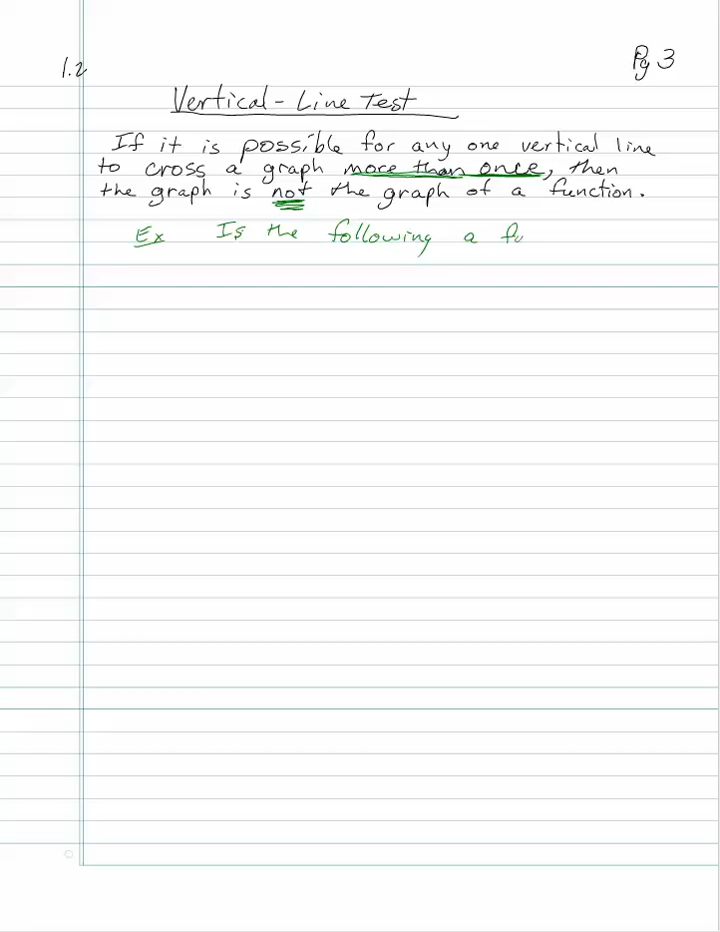 1.2
Pg 3
Vertical-Line Test
If it is possible for any one vertical line
to cross a graph more than once, then
the graph is not the graph of a function.
Ex Is the following a fu